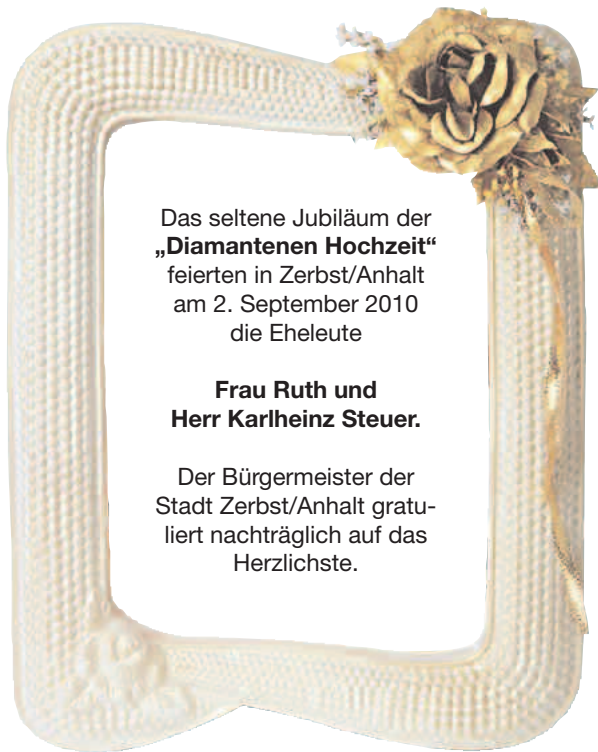 Das seltene Jubiläum der
„Diamantenen Hochzeit“
feierten in Zerbst/Anhalt
am 2. September 2010
die Eheleute
Frau Ruth und
Herr Karlheinz Steuer.
Der Bürgermeister der
Stadt Zerbst/Anhalt gratu-
liert nachträglich auf das
Herzlichste.